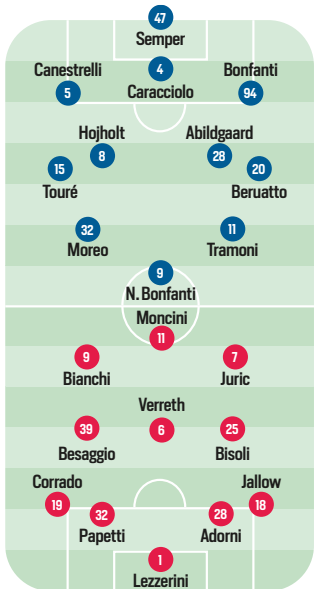 47
Semper
Canestrelli 4 Bonfanti
5 Caracciolo 94
Hojholt Abildgaard
8 28
15 20
Touré Beruatto
32 11
Moreo Tramoni
9
N. Bonfanti
Moncini
11
9 7
Bianchi Juric
Verreth
39 6 25
Besaggio Bisoli
Corrado Jallow
19 18
32 28
Papetti Adorni
1
Lezzerini